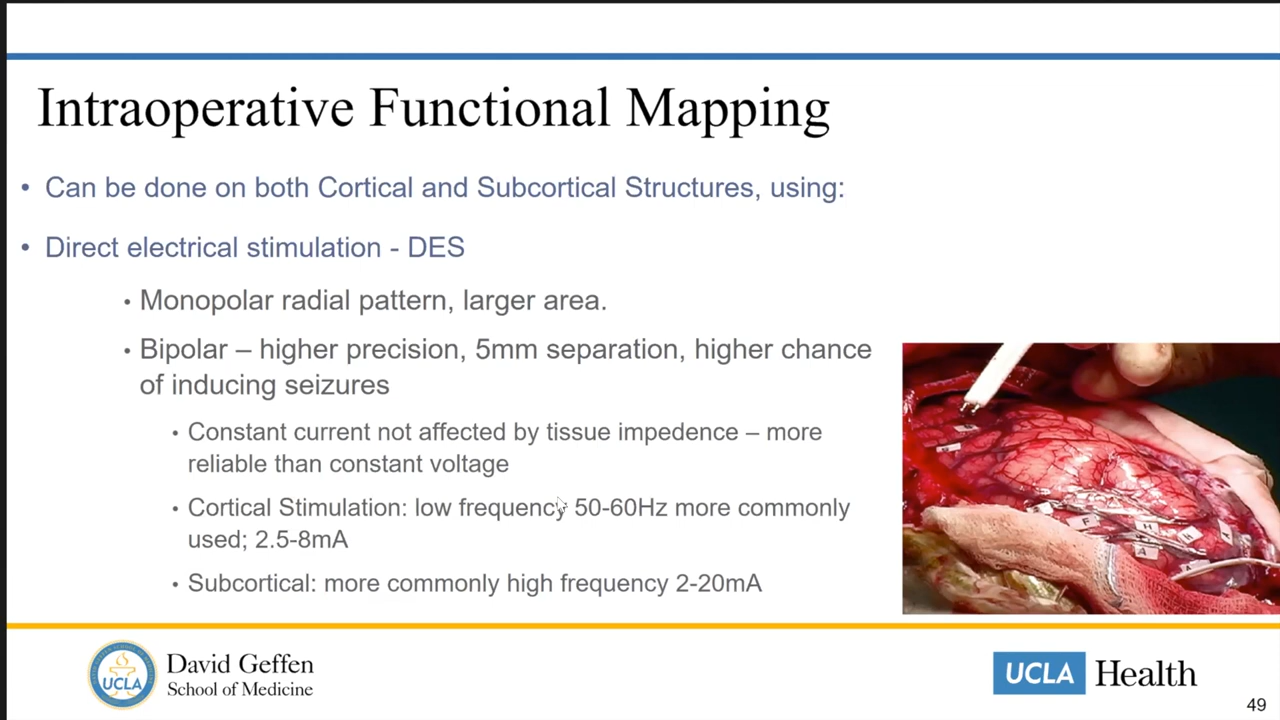 Intraoperative Functional Mapping
• Can be done on both Cortical and Subcortical Structures, using:
• Direct electrical stimulation - DES
• Monopolar radial pattern, larger area.
• Bipolar – higher precision, 5mm separation, higher chance
of inducing seizures
• Constant current not affected by tissue impedence – more
reliable than constant voltage
• Cortical Stimulation: low frequency 50-60Hz more commonly
used; 2.5-8mA
• Subcortical: more commonly high frequency 2-20mA
F
H
A
UCLA
David Geffen
School of Medicine
UCLA Health
49